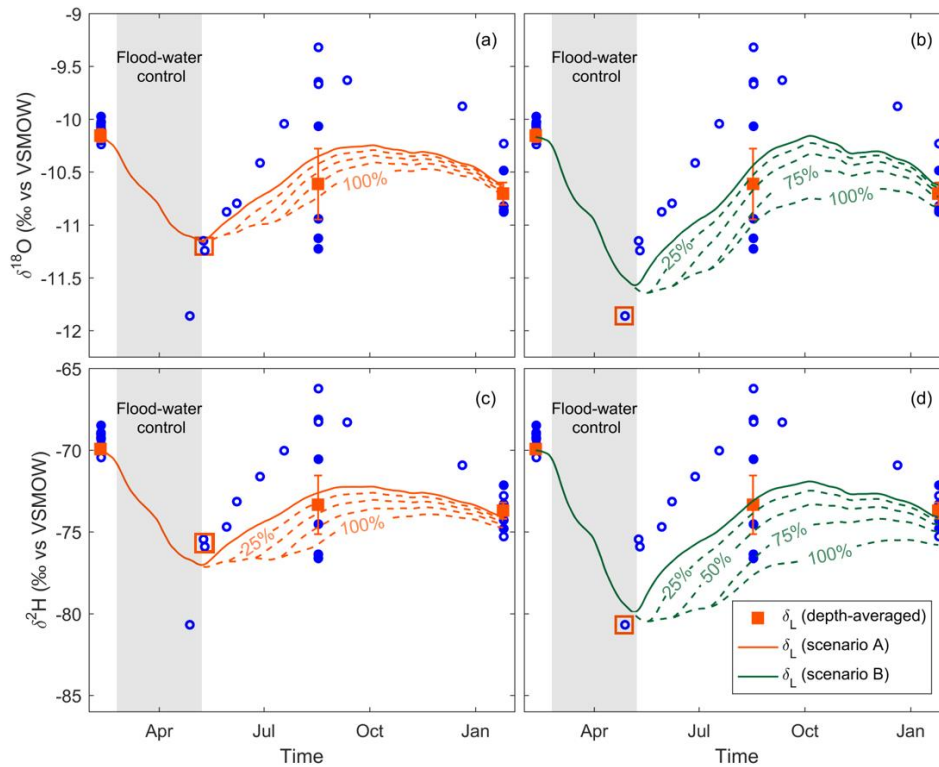 -9
-9.5
-10
-10.5
-11
-11.5
-12
δ18O (‰ vs VSMOW)
Flood-water
control
(a)
100%
Flood-water
control
(b)
25%
75%
100%
-65
-70
-75
-80
-85
δ2H (‰ vs VSMOW)
Flood-water
control
(c)
25%
100%
Apr
Jul
Oct
Jan
Time
Flood-water
control
(d)
25%
50%
75%
100%
δL (depth-averaged)
δL (scenario A)
δL (scenario B)
Apr
Jul
Oct
Jan
Time